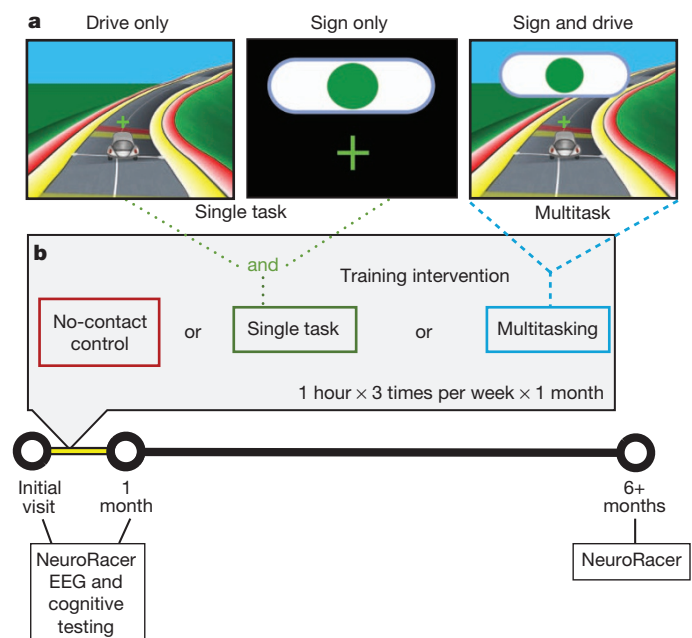 a
Drive only
Sign only
Sign and drive
Single task
Multitask
b
and
Training intervention
No-contact
control
or
Single task
or
Multitasking
1 hour × 3 times per week × 1 month
Initial
visit
1
month
6+
months
NeuroRacer
EEG and
cognitive
testing
NeuroRacer